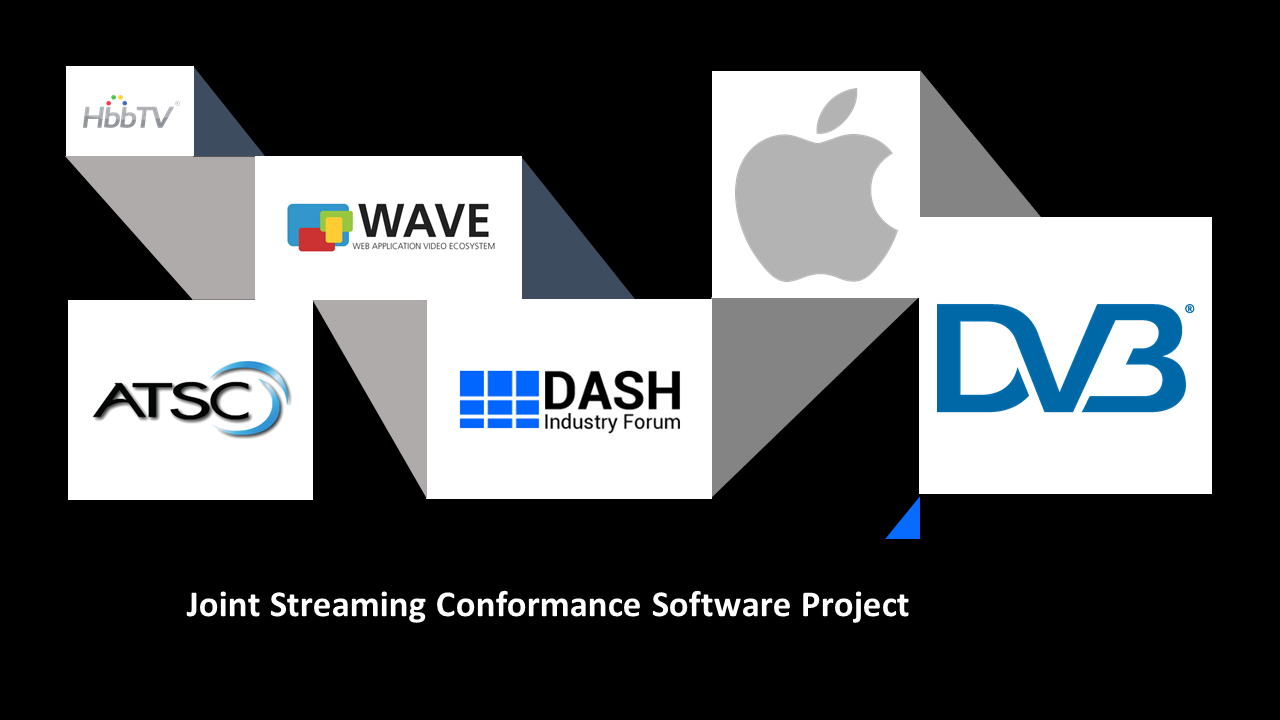 HbbTV®
WAVE
WEB APPLICATION VIDEO ECOSYSTEM
ATSC
DASH
Industry Forum
DVB®
Joint Streaming Conformance Software Project